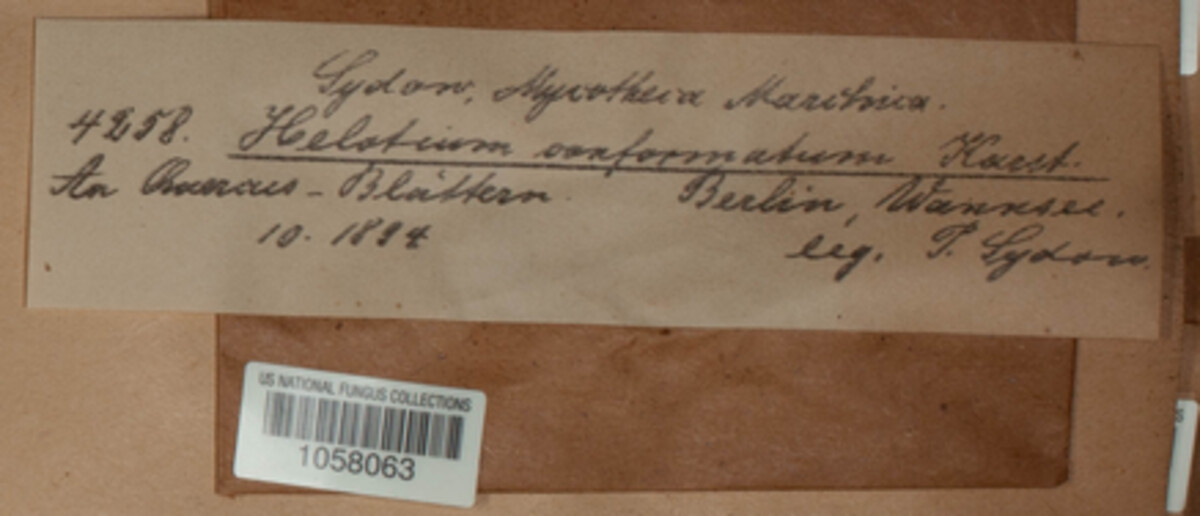 Sydow, Mycotheca Marchica.
4258. Helotium conformatum Karst.
An Quercus-Blättern. Berlin, Wannsee.
10. 1894 leg. P. Sydow.
US NATIONAL FUNGUS COLLECTIONS
1058063